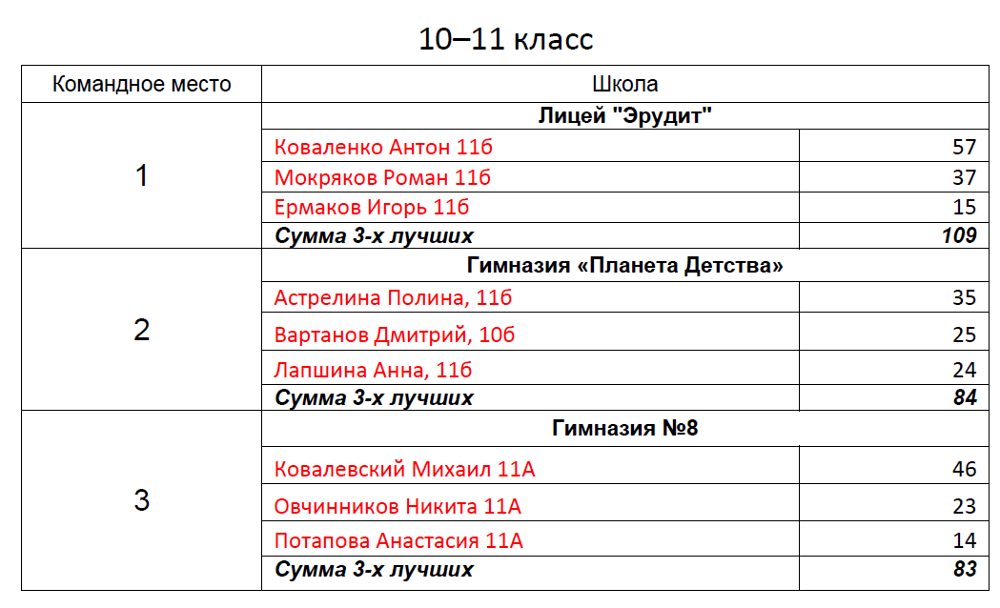 10–11 класс
Командное место Школа
Лицей "Эрудит"
1
Коваленко Антон 11б 57
Мокряков Роман 11б 37
Ермаков Игорь 11б 15
Сумма 3-х лучших 109
Гимназия «Планета Детства»
2
Астрелина Полина, 11б 35
Вартанов Дмитрий, 10б 25
Лапшина Анна, 11б 24
Сумма 3-х лучших 84
Гимназия №8
3
Ковалевский Михаил 11А 46
Овчинников Никита 11А 23
Потапова Анастасия 11А 14
Сумма 3-х лучших 83